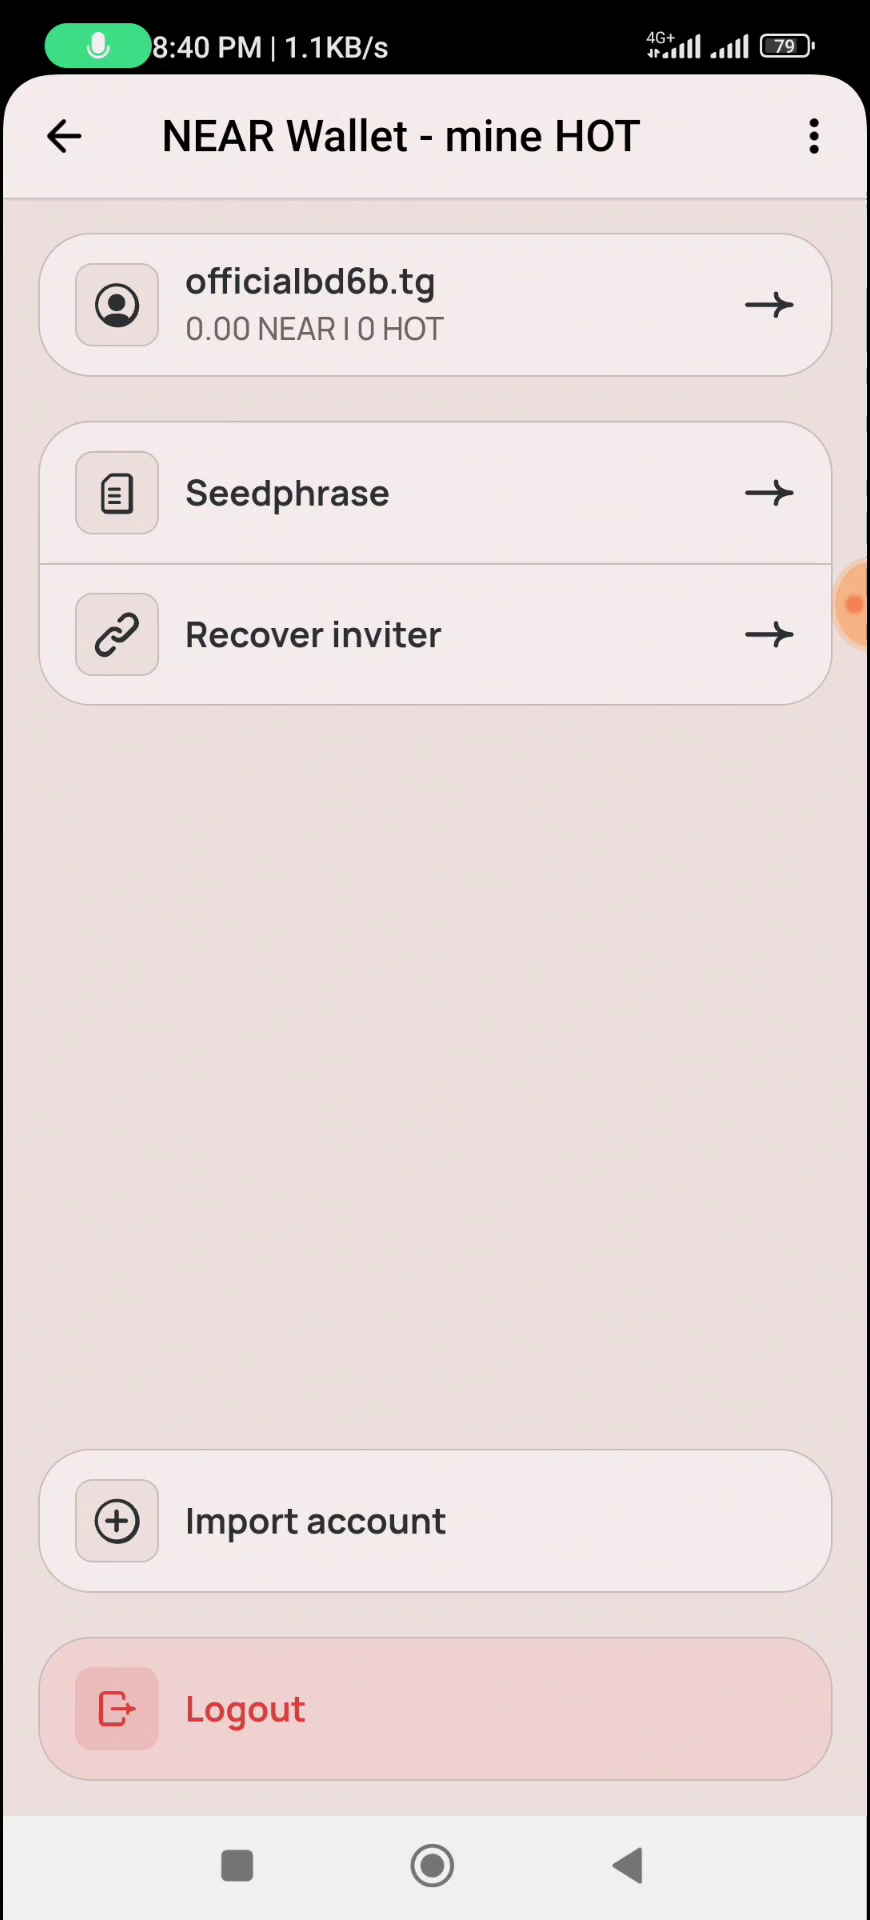 8:40 PM | 1.1KB/s
4G+
79
NEAR Wallet - mine HOT
officialbd6b.tg
0.00 NEAR | 0 HOT
Seedphrase
Recover inviter
Import account
Logout